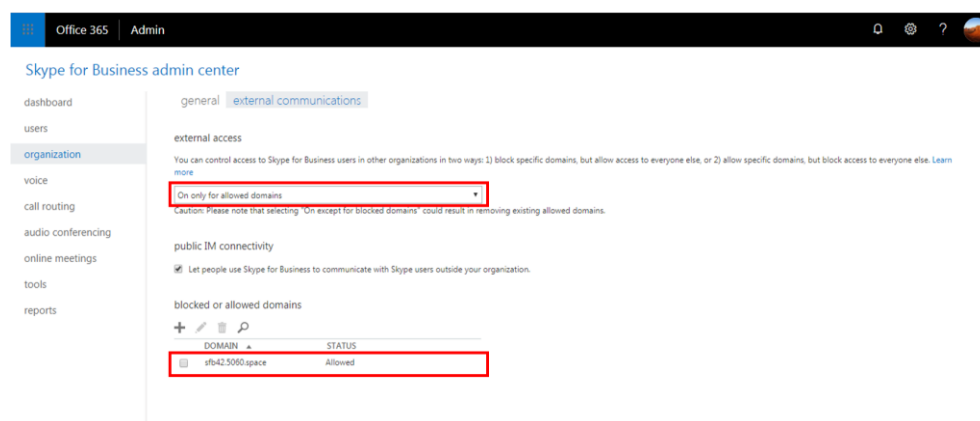 Office 365 Admin ?
Skype for Business admin center
dashboard
users
organization
voice
call routing
audio conferencing
online meetings
tools
reports
general external communications
external access
You can control access to Skype for Business users in other organizations in two ways: 1) block specific domains, but allow access to everyone else, or 2) allow specific domains, but block access to everyone else. Learn
more
On only for allowed domains
Caution: Please note that selecting "On except for blocked domains" could result in removing existing allowed domains.
public IM connectivity
Let people use Skype for Business to communicate with Skype users outside your organization.
blocked or allowed domains
DOMAIN STATUS
sfb42.5060.space Allowed